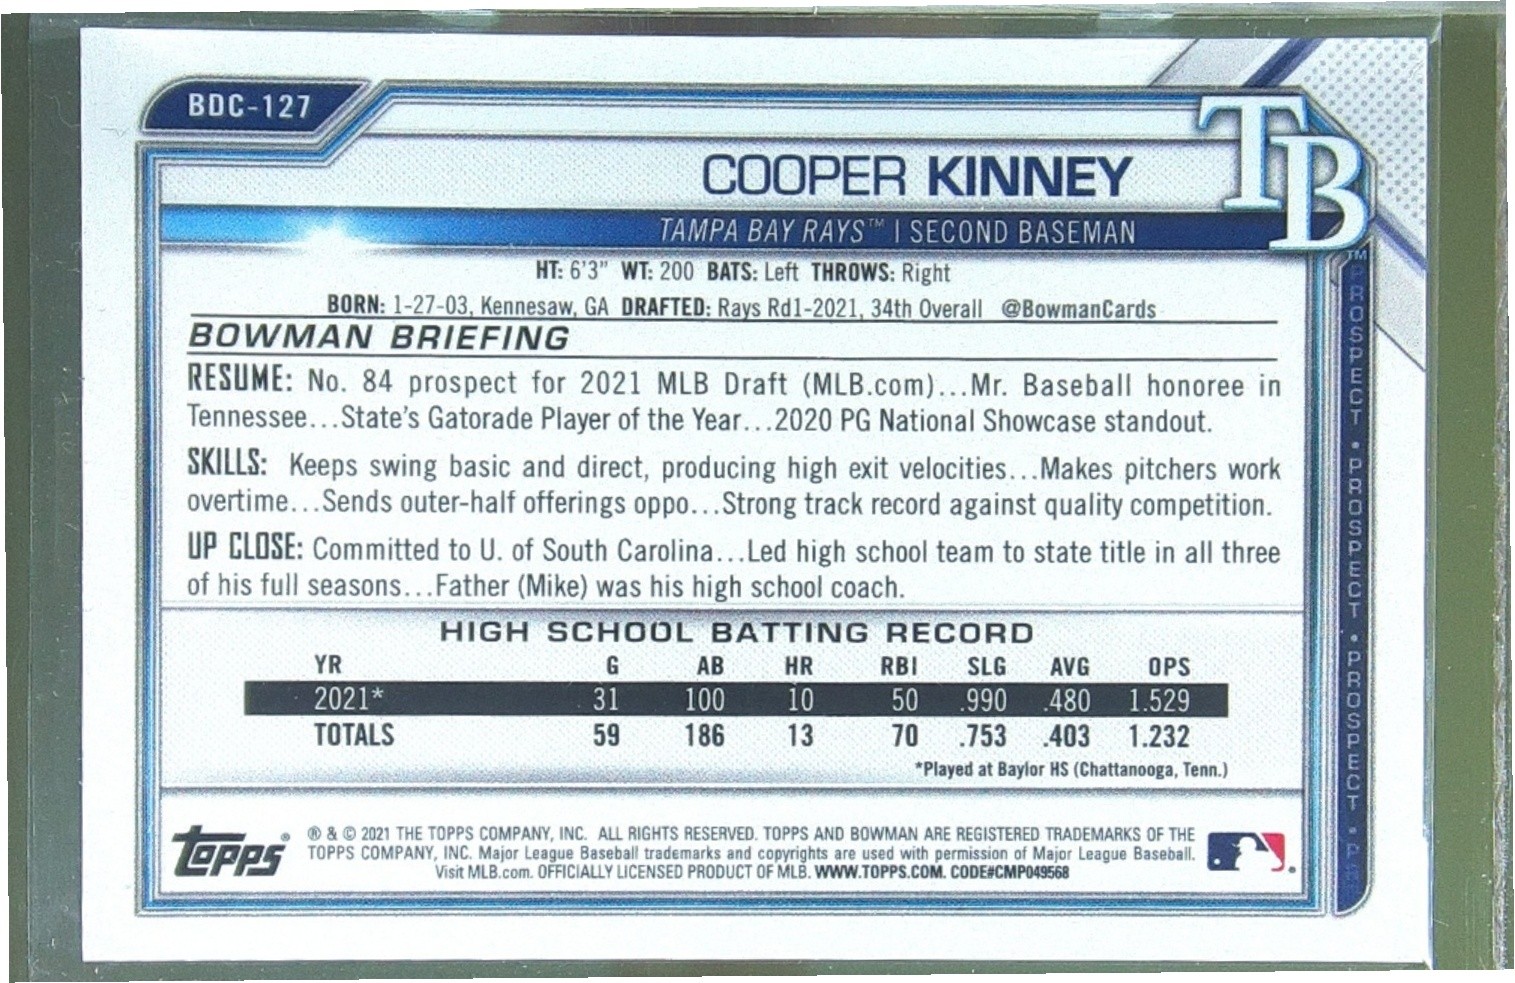 BDC-127
TB
TM
COOPER KINNEY
TAMPA BAY RAYS™ | SECOND BASEMAN
HT: 6'3" WT: 200 BATS: Left THROWS: Right
BORN: 1-27-03, Kennesaw, GA DRAFTED: Rays Rd1-2021, 34th Overall @BowmanCards
BOWMAN BRIEFING
RESUME: No. 84 prospect for 2021 MLB Draft (MLB.com)...Mr. Baseball honoree in
Tennessee...State's Gatorade Player of the Year...2020 PG National Showcase standout.
SKILLS: Keeps swing basic and direct, producing high exit velocities...Makes pitchers work
overtime...Sends outer-half offerings oppo...Strong track record against quality competition.
UP CLOSE: Committed to U. of South Carolina...Led high school team to state title in all three
of his full seasons...Father (Mike) was his high school coach.
HIGH SCHOOL BATTING RECORD
YR G AB HR RBI SLG AVG OPS
2021* 31 100 10 50 .990 .480 1.529
TOTALS 59 186 13 70 .753 .403 1.232
*Played at Baylor HS (Chattanooga, Tenn.)
PROSPECT • PROSPECT • PROSPECT • PR
topps®
® & © 2021 THE TOPPS COMPANY, INC. ALL RIGHTS RESERVED. TOPPS AND BOWMAN ARE REGISTERED TRADEMARKS OF THE
TOPPS COMPANY, INC. Major League Baseball trademarks and copyrights are used with permission of Major League Baseball.
Visit MLB.com. OFFICIALLY LICENSED PRODUCT OF MLB. WWW.TOPPS.COM. CODE#CMP049568